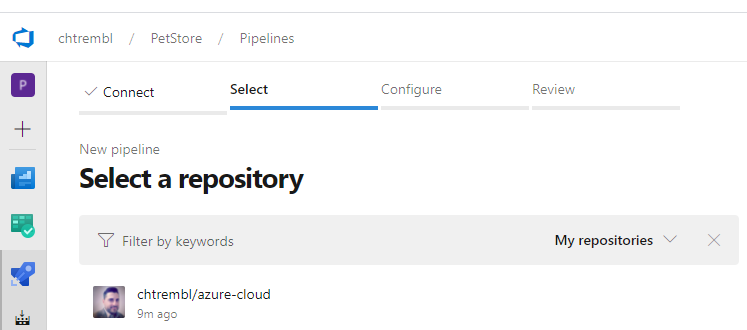 chtrembl / PetStore / Pipelines
P
Connect Select Configure Review
New pipeline
Select a repository
Filter by keywords My repositories
chtrembl/azure-cloud
9m ago